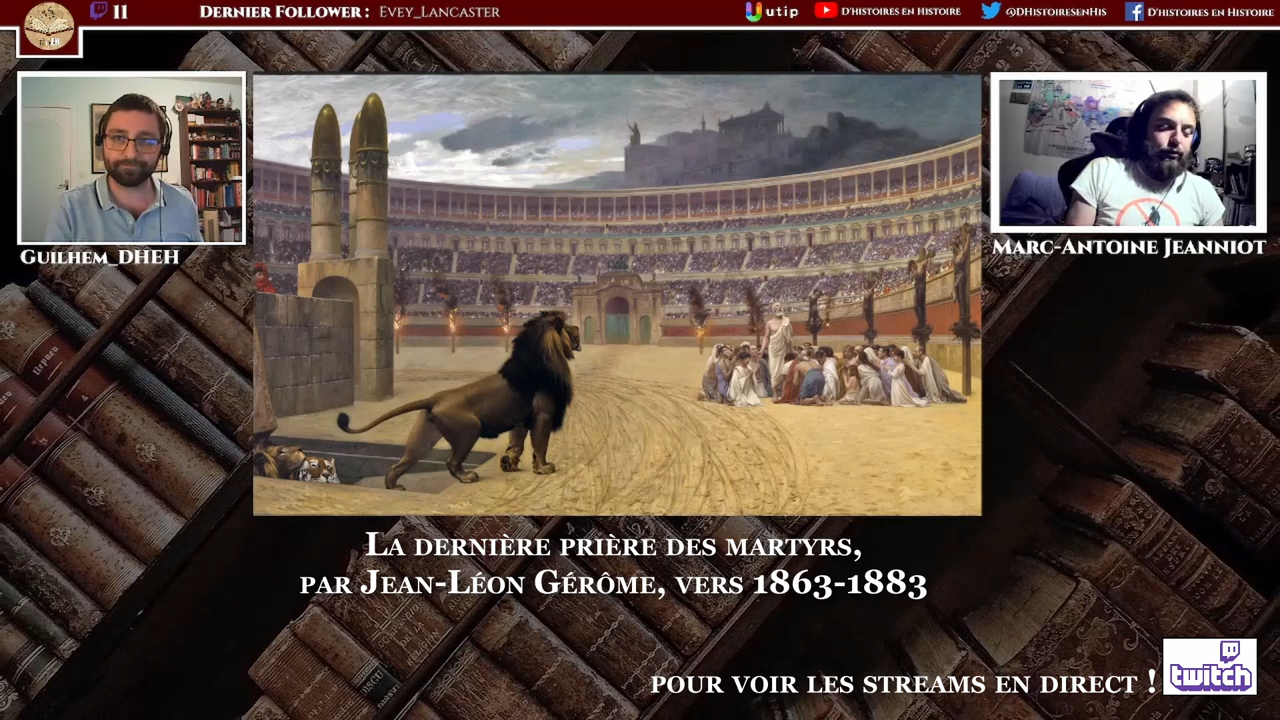 11
Dernier Follower : Evey_Lancaster
utip
D'histoires en Histoire
@DHistoiresEnHis
D'histoires en Histoire
Guilhem_DHEH
Marc-Antoine Jeanniot
La dernière prière des martyrs,
par Jean-Léon Gérôme, vers 1863-1883
pour voir les streams en direct !
twitch